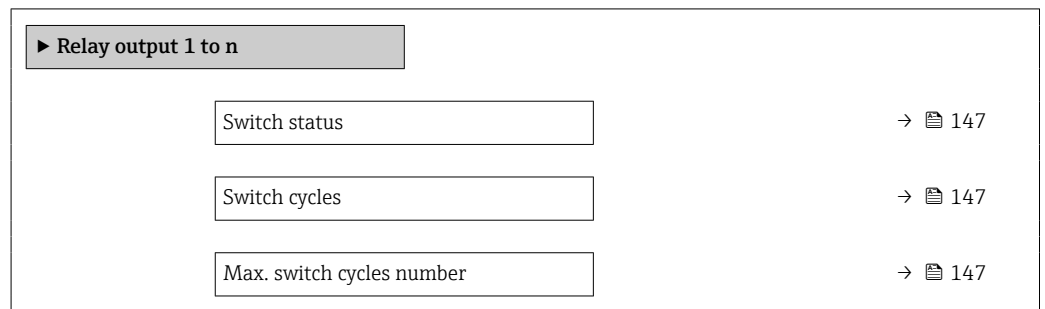 ▶ Relay output 1 to n
Switch status → 147
Switch cycles → 147
Max. switch cycles number → 147